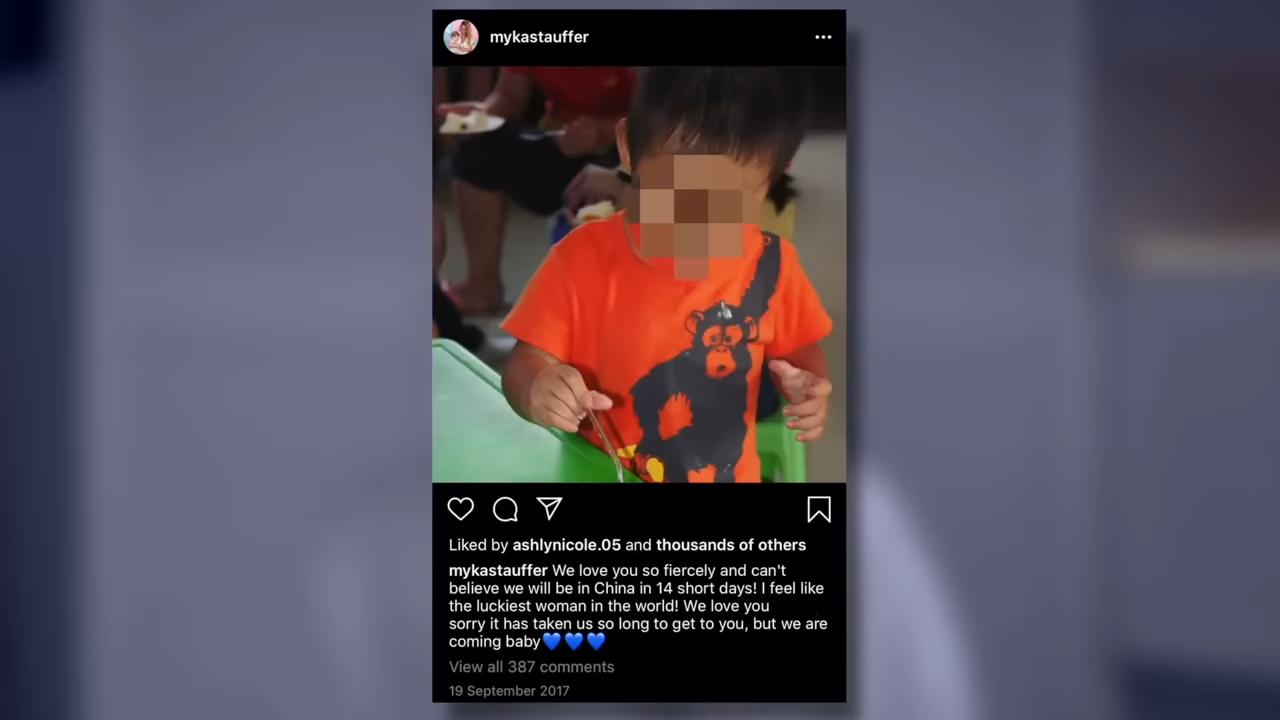 mykastauffer
Liked by ashlynicole.05 and thousands of others
mykastauffer We love you so fiercely and can't
believe we will be in China in 14 short days! I feel like
the luckiest woman in the world! We love you
sorry it has taken us so long to get to you, but we are
coming baby💙💙💙
View all 387 comments
19 September 2017